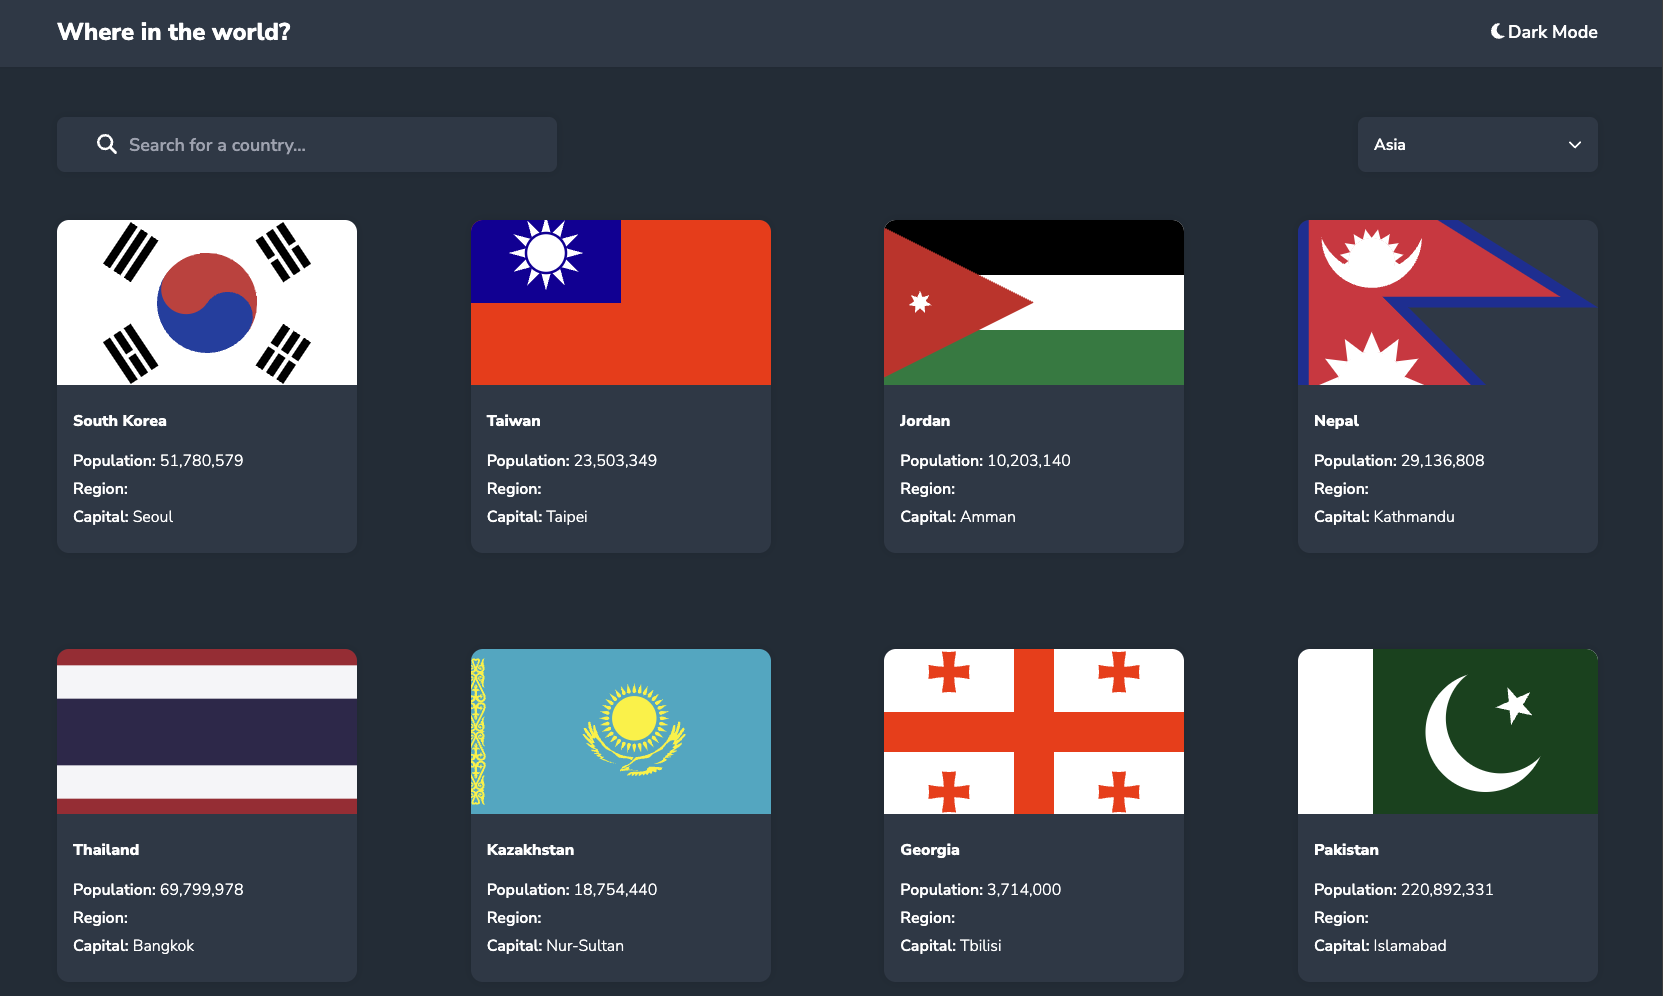 Where in the world?
Dark Mode
Search for a country...
Asia
South Korea
Population: 51,780,579
Region:
Capital: Seoul
Taiwan
Population: 23,503,349
Region:
Capital: Taipei
Jordan
Population: 10,203,140
Region:
Capital: Amman
Nepal
Population: 29,136,808
Region:
Capital: Kathmandu
Thailand
Population: 69,799,978
Region:
Capital: Bangkok
Kazakhstan
Population: 18,754,440
Region:
Capital: Nur-Sultan
Georgia
Population: 3,714,000
Region:
Capital: Tbilisi
Pakistan
Population: 220,892,331
Region:
Capital: Islamabad